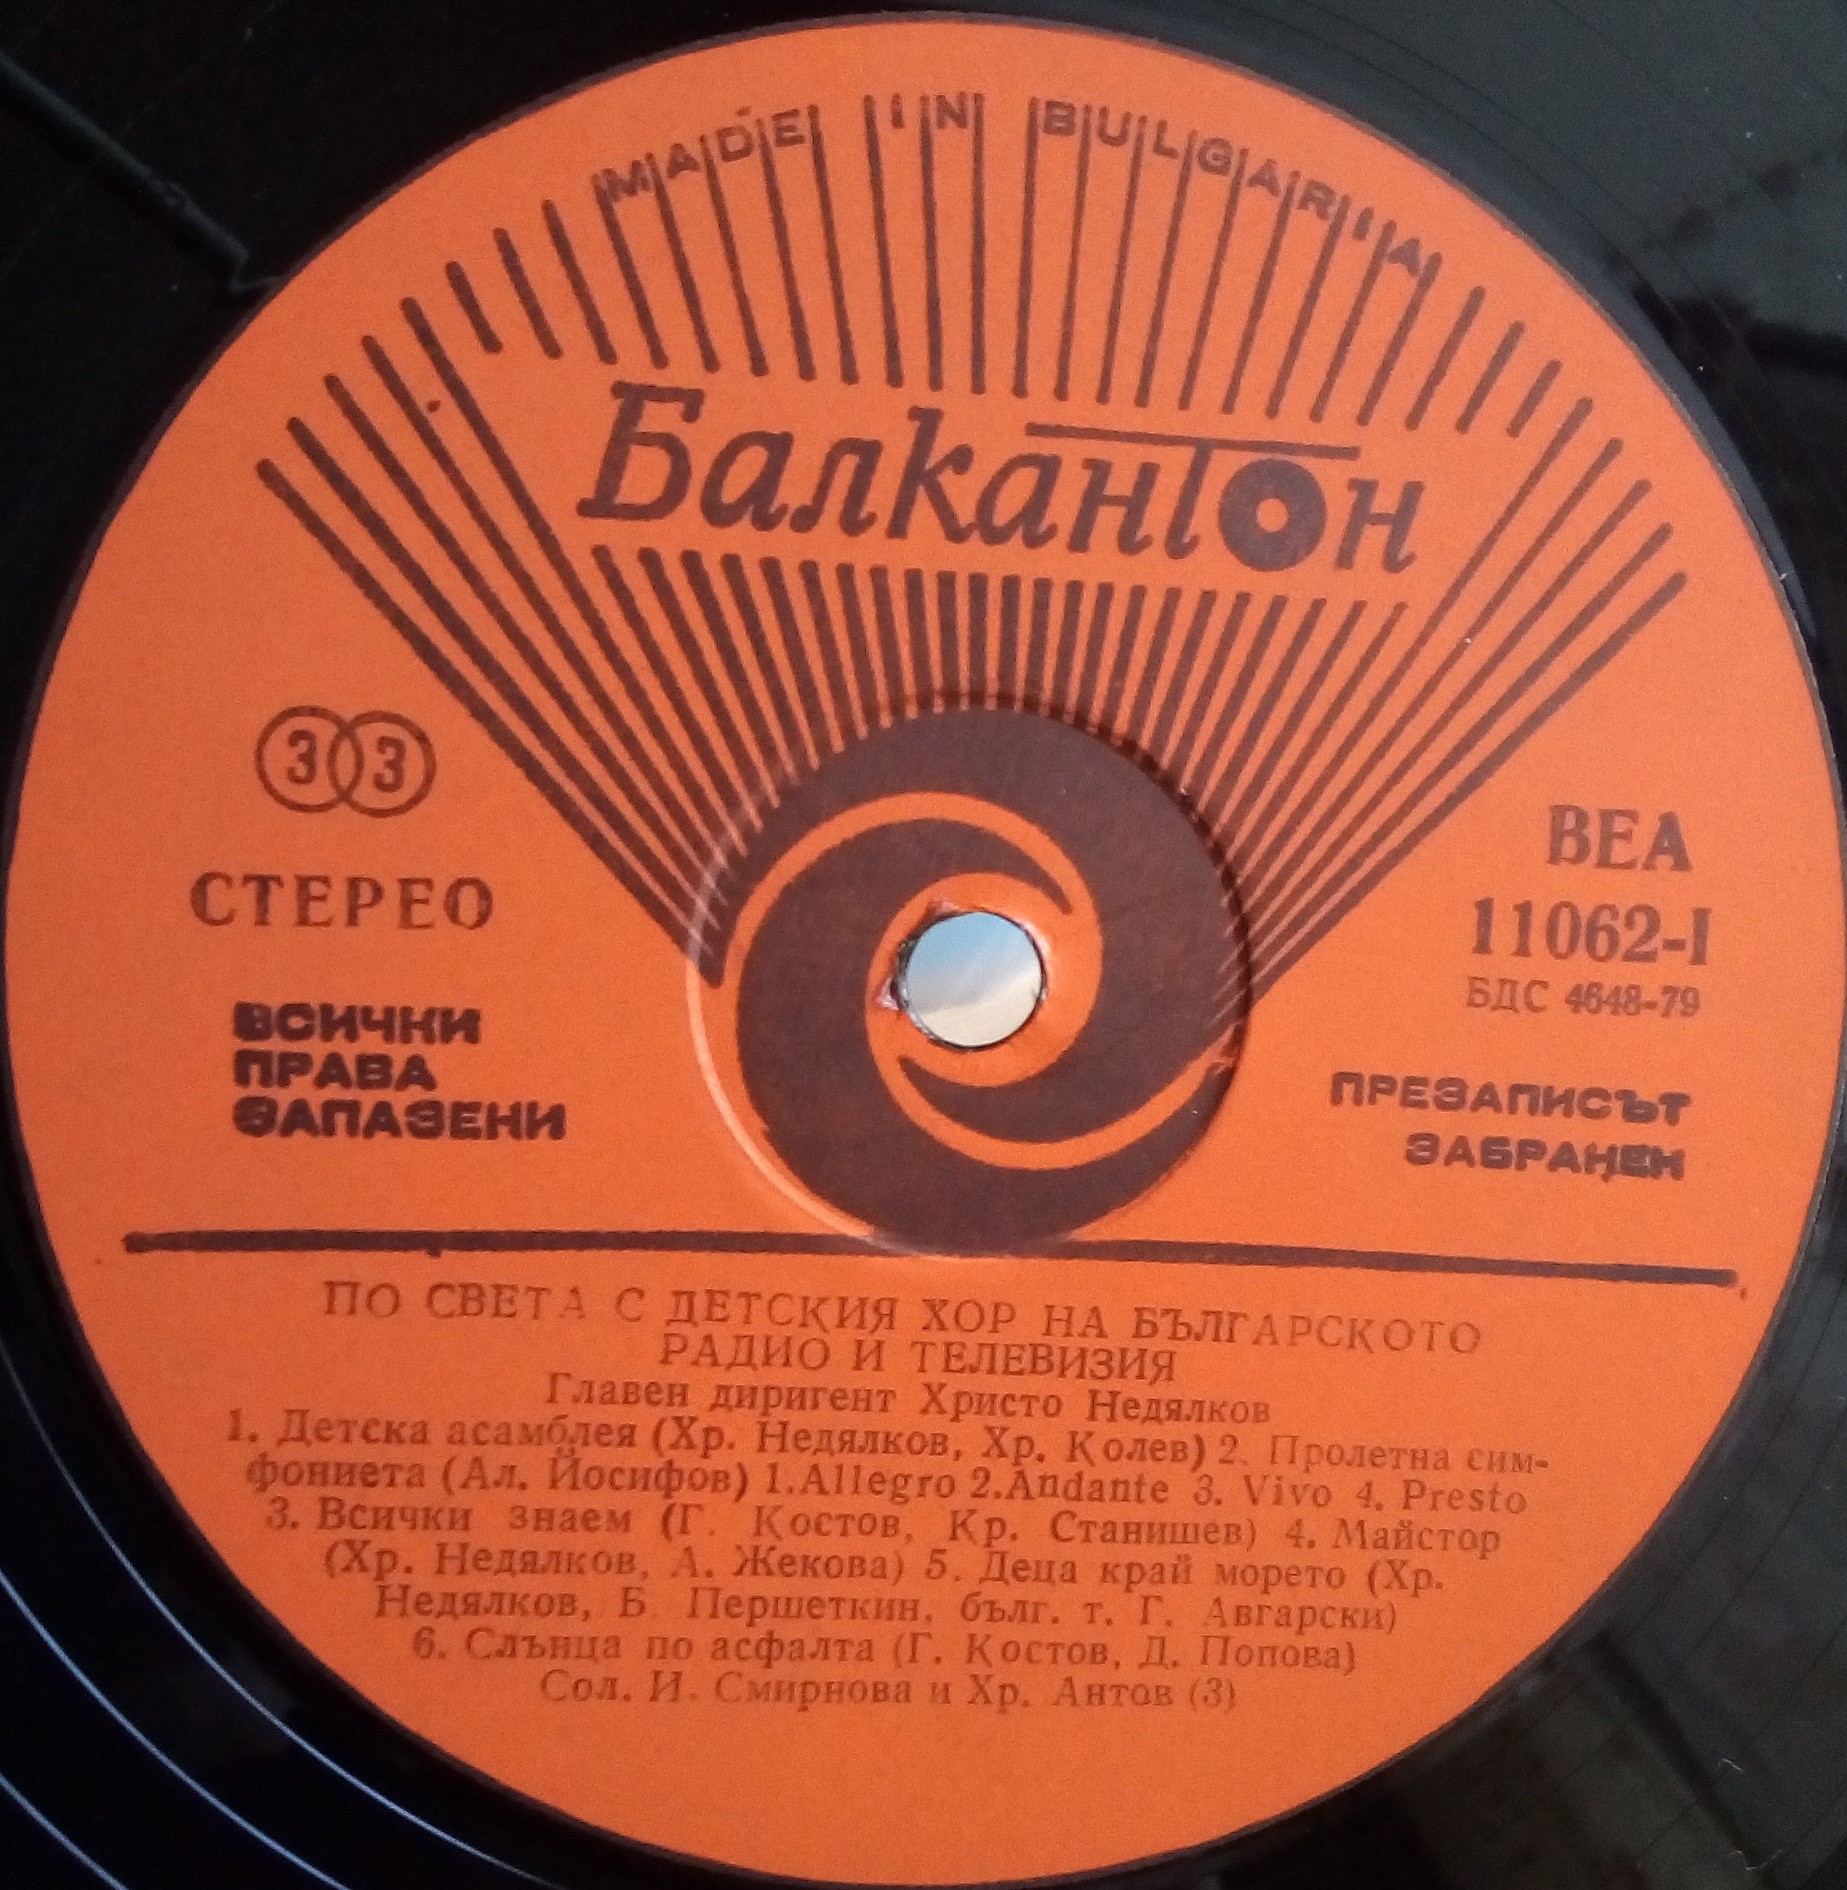 MADE IN BULGARIA
Балкантон
33
СТЕРЕО
ВСИЧКИ
ПРАВА
ЗАПАЗЕНИ
ВЕА
11062-I
БДС 4648-79
ПРЕЗАПИСЪТ
ЗАБРАНЕН
ПО СВЕТА С ДЕТСКИЯ ХОР НА БЪЛГАРСКОТО
РАДИО И ТЕЛЕВИЗИЯ
Главен диригент Христо Недялков
1. Детска асамблея (Хр. Недялков, Хр. Колев) 2. Пролетна сим-
фониета (Ал. Йосифов) 1.Allegro 2.Andante 3. Vivo 4. Presto
3. Всички знаем (Г. Костов, Кр. Станишев) 4. Майстор
(Хр. Недялков, А. Жекова) 5. Деца край морето (Хр.
Недялков, Б. Першеткин, бълг. т. Г. Авгарски)
6. Слънца по асфалта (Г. Костов, Д. Попова)
Сол. И. Смирнова и Хр. Антов (3)